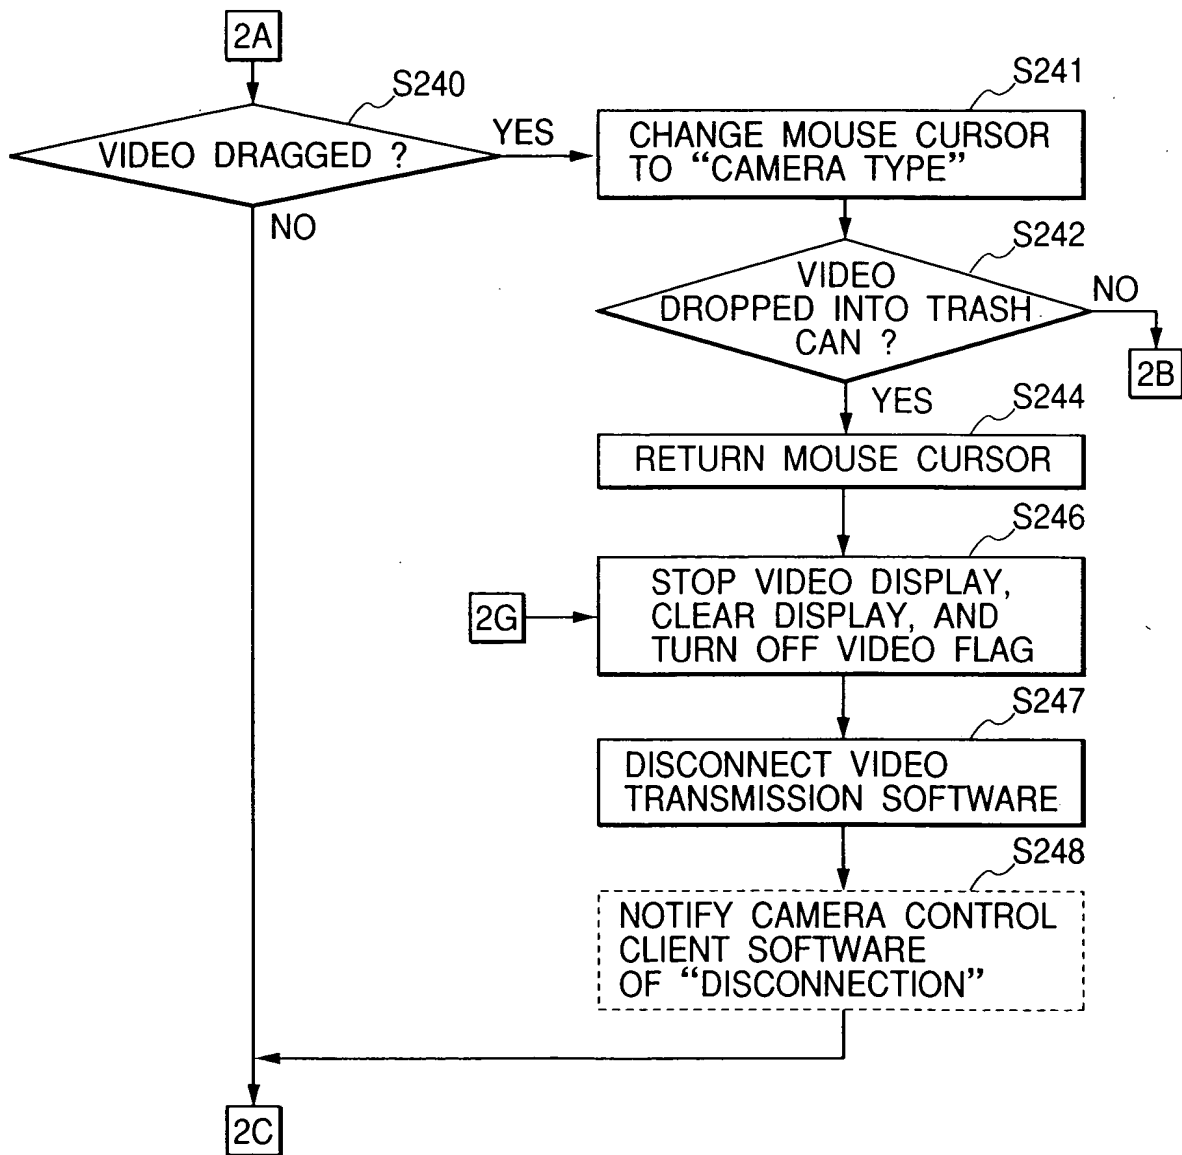 2A
S240
VIDEO DRAGGED ?
YES
NO
S241
CHANGE MOUSE CURSOR
TO “CAMERA TYPE”
S242
VIDEO
DROPPED INTO TRASH
CAN ?
NO
2B
YES
S244
RETURN MOUSE CURSOR
S246
2G
STOP VIDEO DISPLAY,
CLEAR DISPLAY, AND
TURN OFF VIDEO FLAG
S247
DISCONNECT VIDEO
TRANSMISSION SOFTWARE
S248
NOTIFY CAMERA CONTROL
CLIENT SOFTWARE
OF “DISCONNECTION”
2C